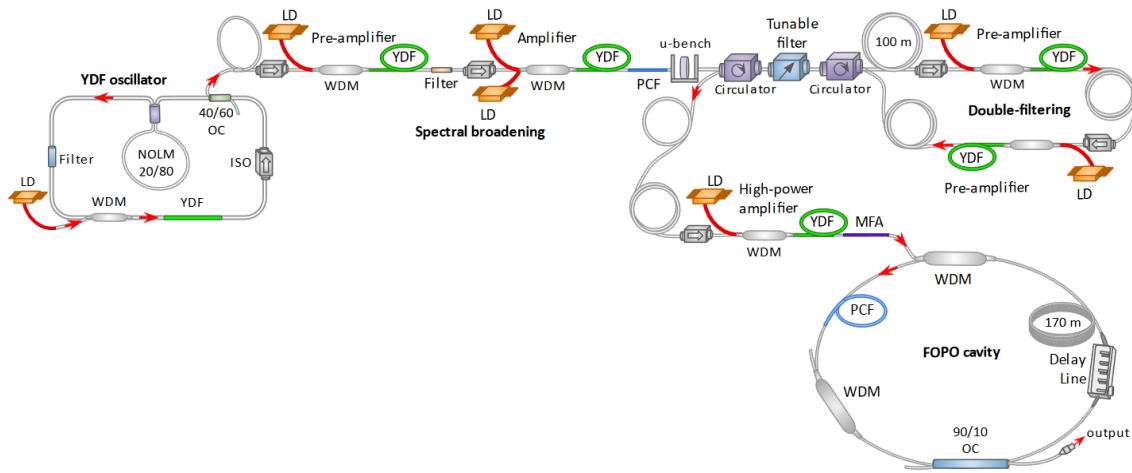 YDF oscillator
NOLM
20/80
40/60
OC
ISO
Filter
LD
WDM
YDF
LD
Pre-amplifier
YDF
WDM
Filter
LD
Amplifier
YDF
LD
WDM
Spectral broadening
PCF
u-bench
Circulator
Tunable
filter
Circulator
100 m
LD
Pre-amplifier
YDF
WDM
Double-filtering
YDF
Pre-amplifier
LD
LD
High-power
amplifier
YDF
MFA
WDM
WDM
PCF
170 m
FOPO cavity
Delay
Line
WDM
90/10
OC
output